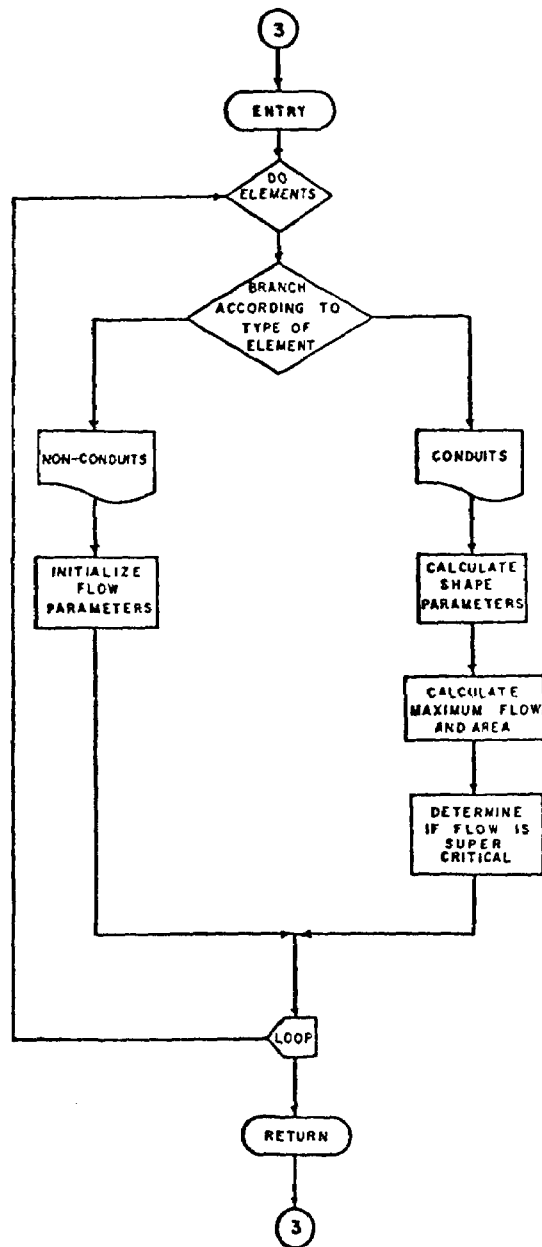 3
ENTRY
DO
ELEMENTS
BRANCH
ACCORDING TO
TYPE OF
ELEMENT
NON-CONDUITS
CONDUITS
INITIALIZE
FLOW
PARAMETERS
CALCULATE
SHAPE
PARAMETERS
CALCULATE
MAXIMUM FLOW
AND AREA
DETERMINE
IF FLOW IS
SUPER
CRITICAL
LOOP
RETURN
3